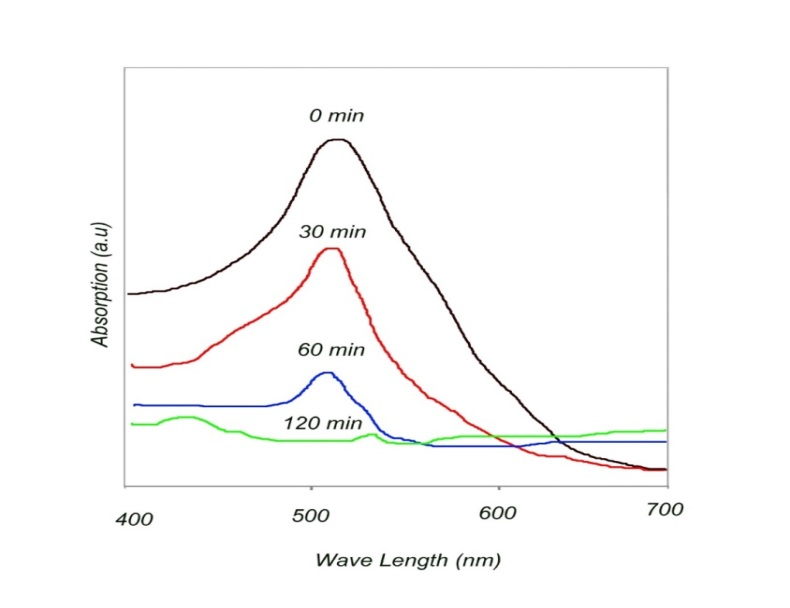 0 min
30 min
60 min
120 min
Absorption (a.u)
400
500
600
700
Wave Length (nm)